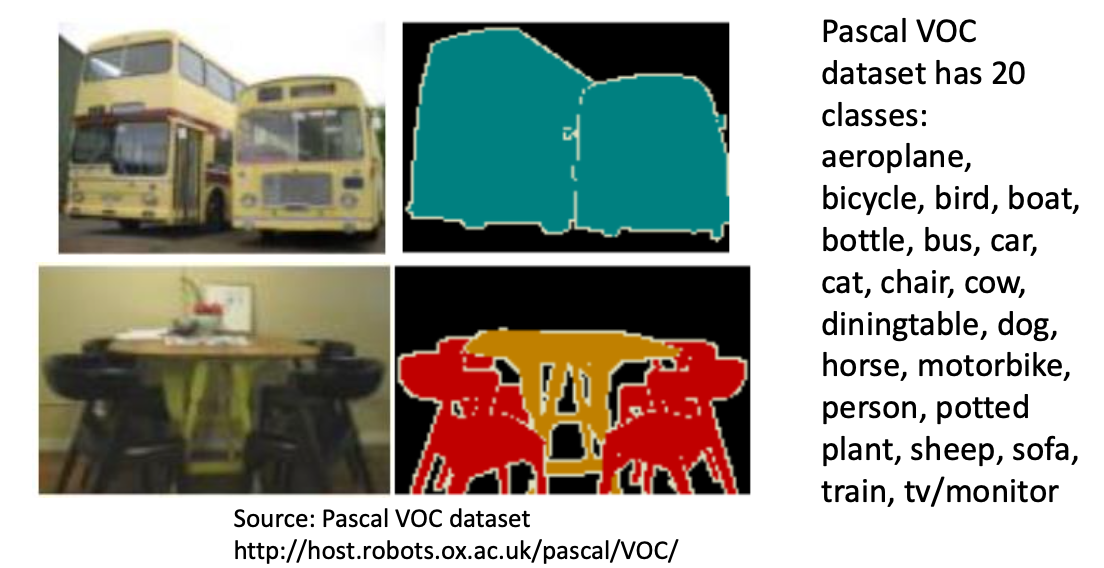 Pascal VOC
dataset has 20
classes:
aeroplane,
bicycle, bird, boat,
bottle, bus, car,
cat, chair, cow,
diningtable, dog,
horse, motorbike,
person, potted
plant, sheep, sofa,
train, tv/monitor
Source: Pascal VOC dataset
http://host.robots.ox.ac.uk/pascal/VOC/